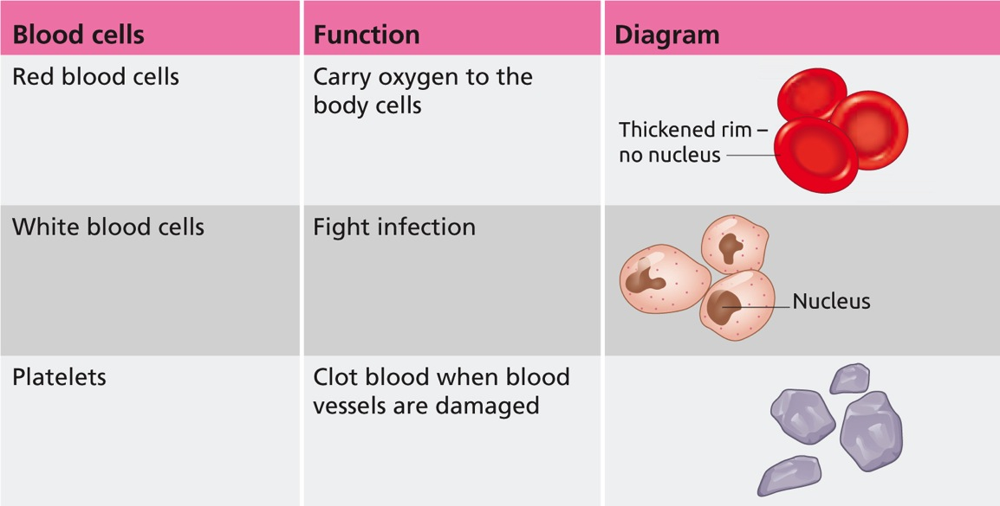 Blood cells
Function
Diagram
Red blood cells
Carry oxygen to the
body cells
Thickened rim –
no nucleus
White blood cells
Fight infection
Nucleus
Platelets
Clot blood when blood
vessels are damaged